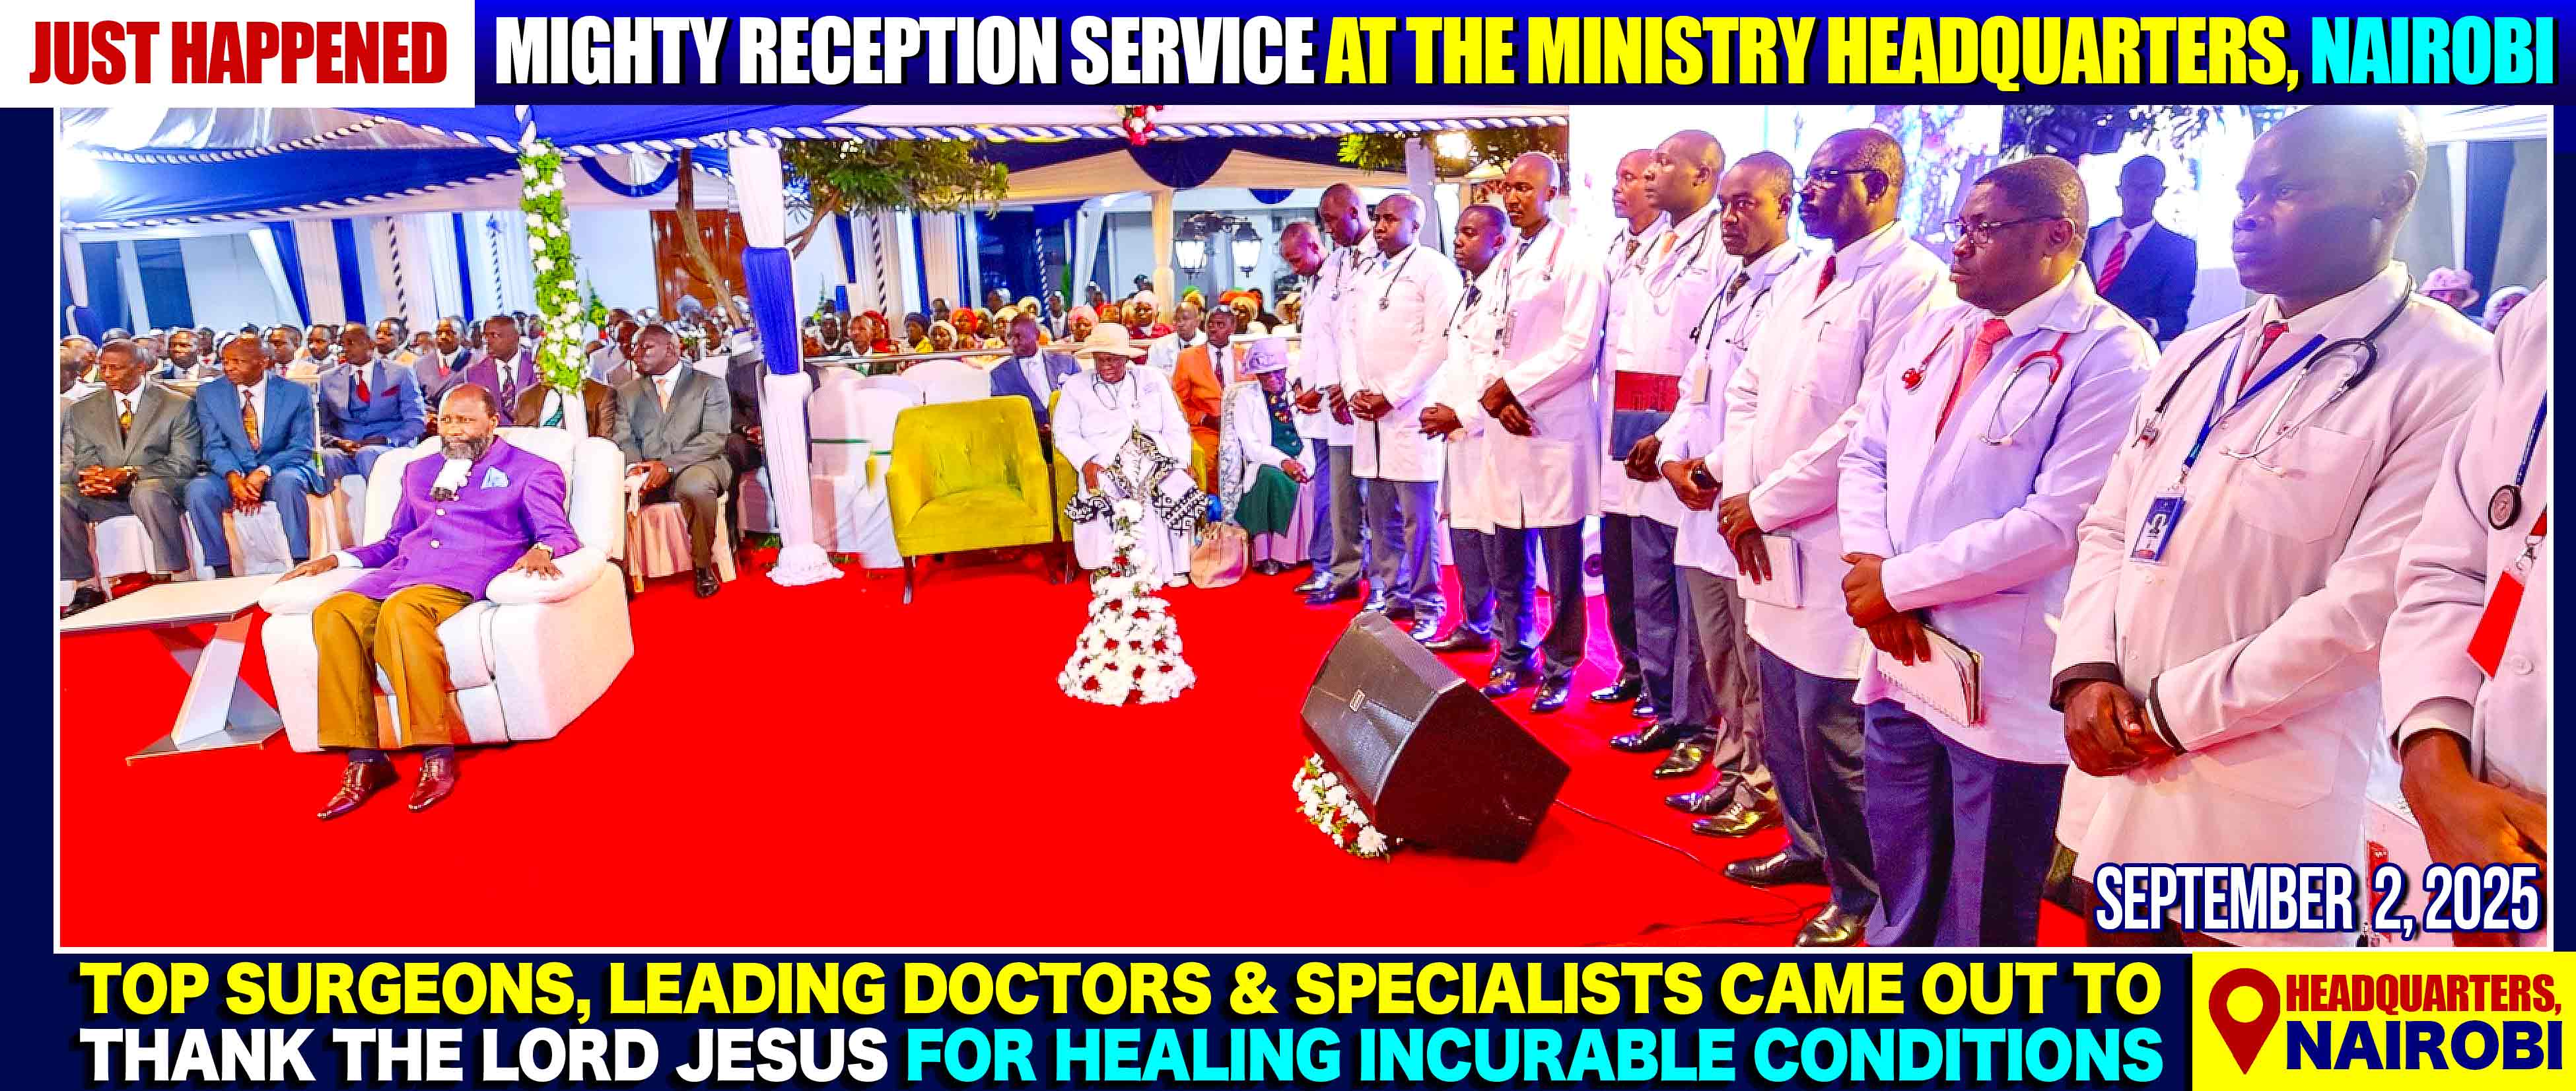 JUST HAPPENED
MIGHTY RECEPTION SERVICE AT THE MINISTRY HEADQUARTERS, NAIROBI
SEPTEMBER 2, 2025
TOP SURGEONS, LEADING DOCTORS & SPECIALISTS CAME OUT TO
THANK THE LORD JESUS FOR HEALING INCURABLE CONDITIONS
HEADQUARTERS,
NAIROBI